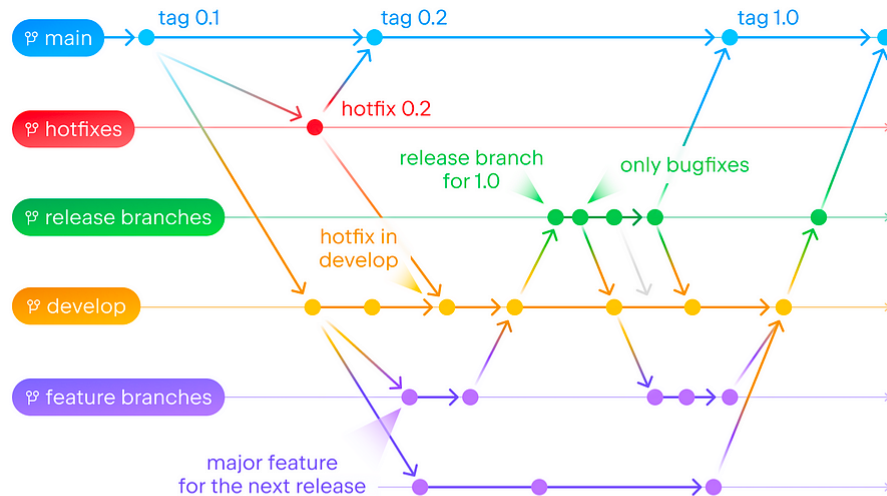 tag 0.1
tag 0.2
tag 1.0
main
hotfix 0.2
hotfixes
release branch
for 1.0
only bugfixes
release branches
hotfix in
develop
develop
feature branches
major feature
for the next release